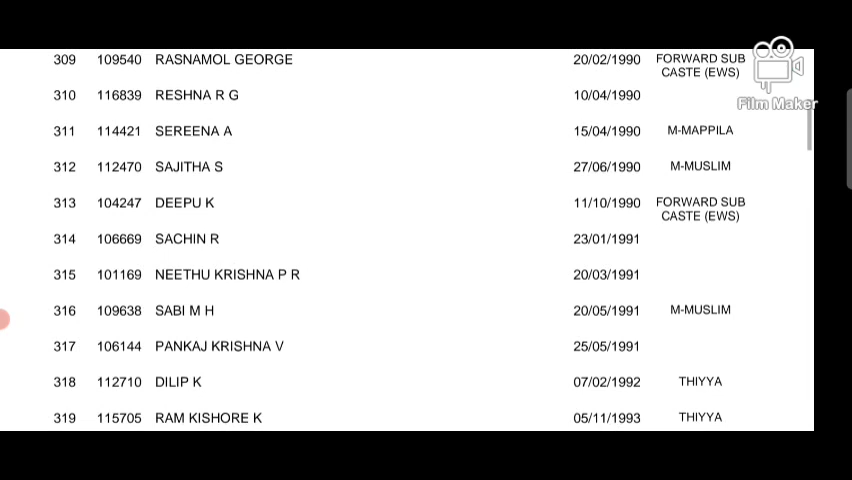 309 109540 RASNAMOL GEORGE 20/02/1990 FORWARD SUB
CASTE (EWS)
Film Maker
310 116839 RESHNA R G 10/04/1990
311 114421 SEREENA A 15/04/1990 M-MAPPILA
312 112470 SAJITHA S 27/06/1990 M-MUSLIM
313 104247 DEEPU K 11/10/1990 FORWARD SUB
CASTE (EWS)
314 106669 SACHIN R 23/01/1991
315 101169 NEETHU KRISHNA P R 20/03/1991
316 109638 SABI M H 20/05/1991 M-MUSLIM
317 106144 PANKAJ KRISHNA V 25/05/1991
318 112710 DILIP K 07/02/1992 THIYYA
319 115705 RAM KISHORE K 05/11/1993 THIYYA